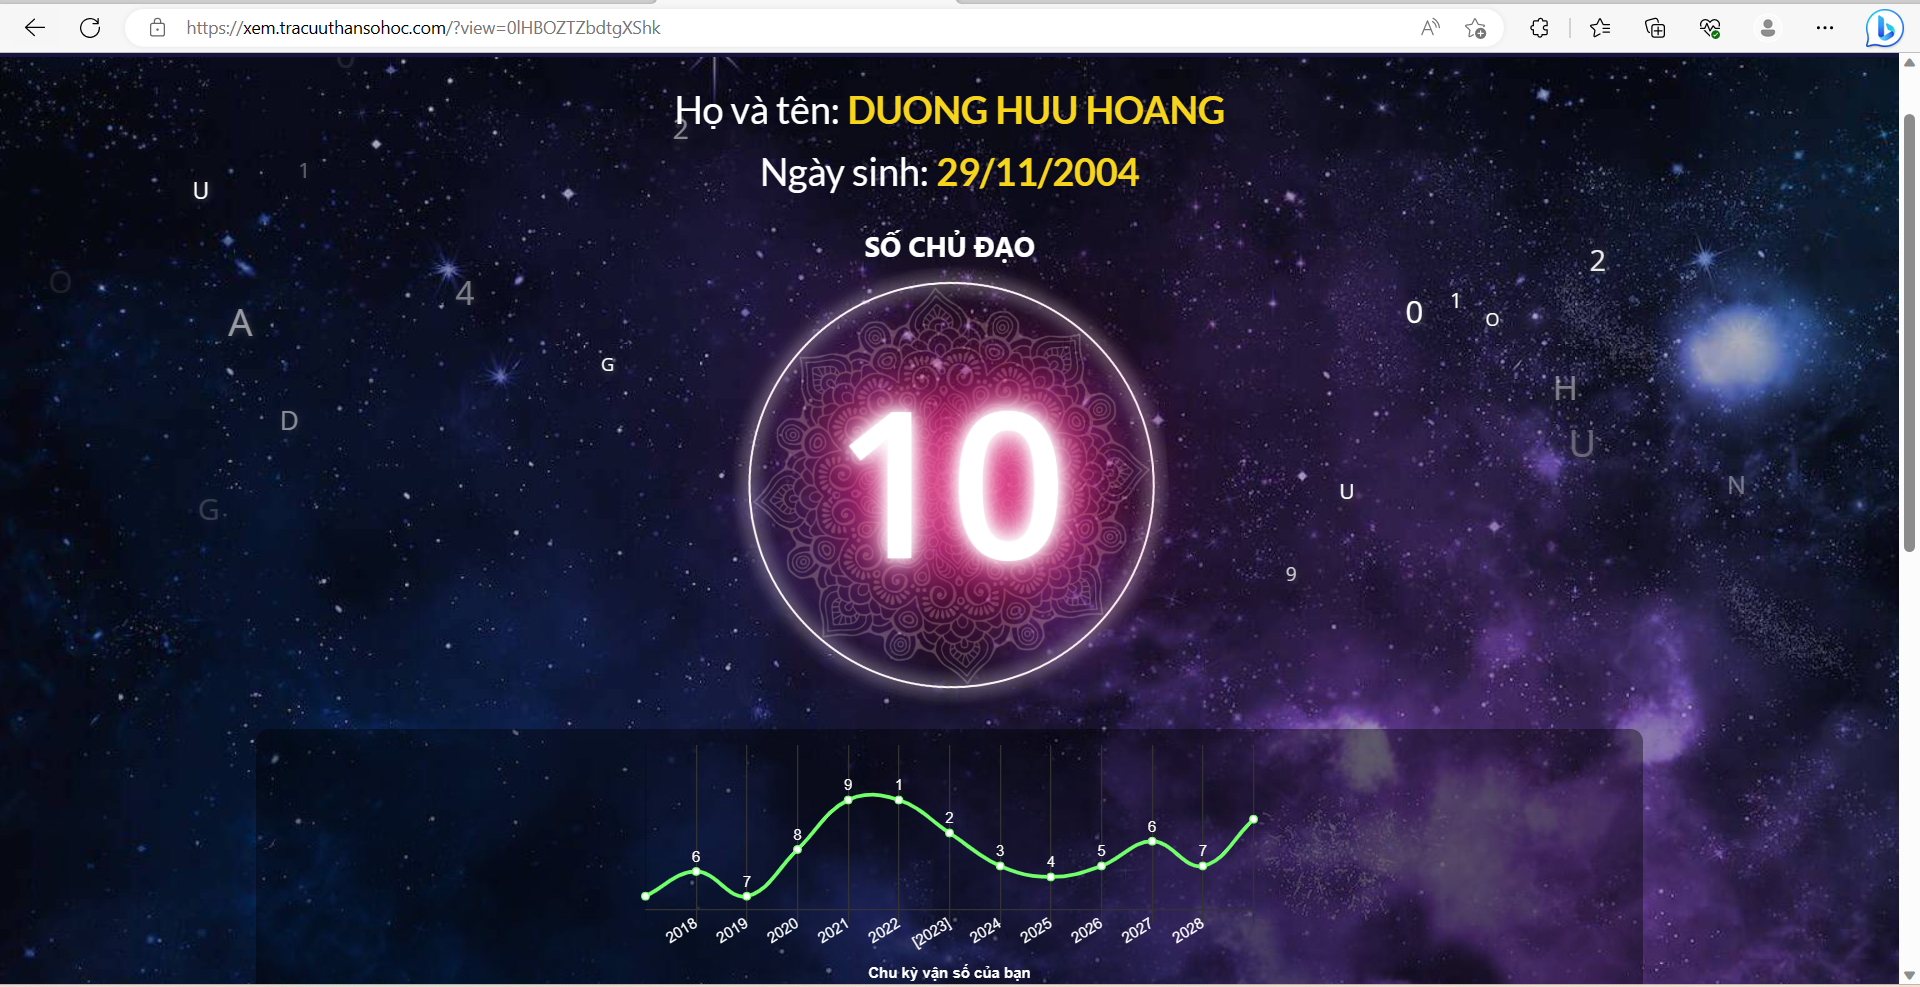 https://xem.tracuuthansohoc.com/?view=0lHBOZTZbdtgXShk
Họ và tên: DUONG HUU HOANG
2
1
U
Ngày sinh: 29/11/2004
SỐ CHỦ ĐẠO
2
O
4
0
1
O
A
G
H
D
U
10
U
N
G
9
9
1
2
8
6
3
4
5
6
7
7
2018
2019
2020
2021
2022
[2023]
2024
2025
2026
2027
2028
Chu kỳ vận số của bạn